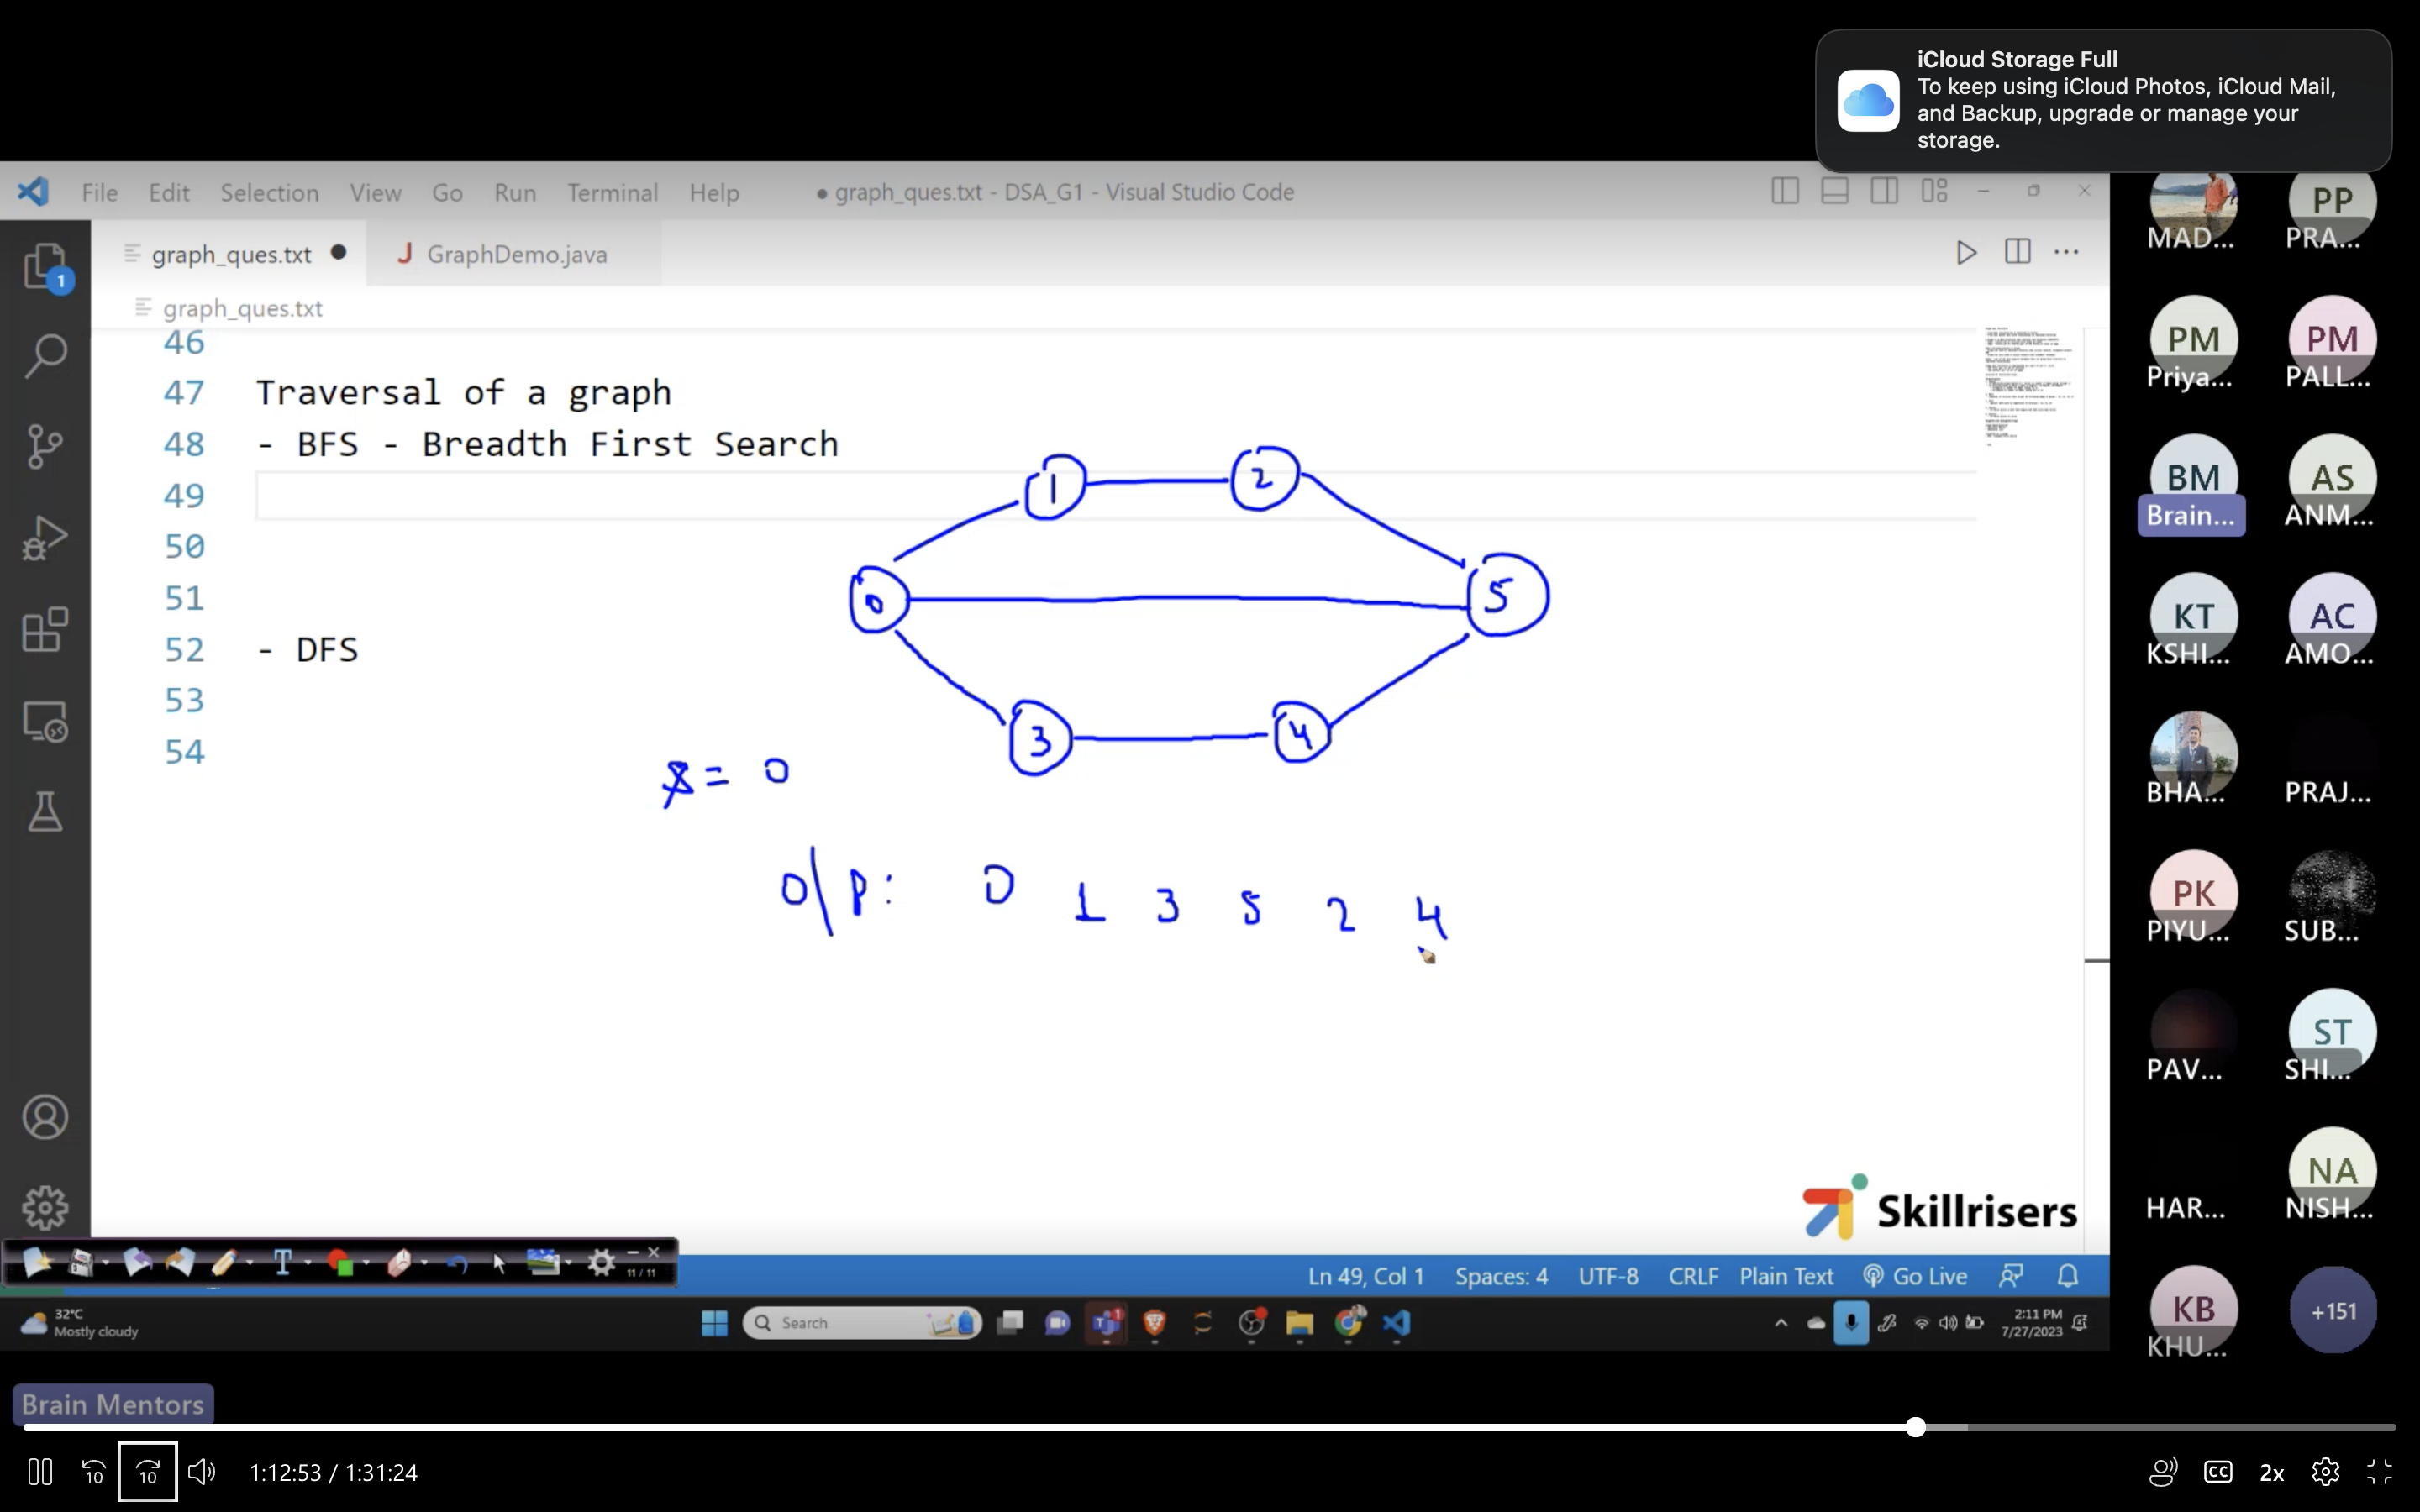 iCloud Storage Full
To keep using iCloud Photos, iCloud Mail,
and Backup, upgrade or manage your
storage.
File Edit Selection View Go Run Terminal Help
● graph_ques.txt - DSA_G1 - Visual Studio Code
graph_ques.txt ●
J GraphDemo.java
1
graph_ques.txt
46
47 Traversal of a graph
48 - BFS - Breadth First Search
49
50
51
52 - DFS
53
54
1 2
0 5
3 4
= 0
O/P: 0 1 3 5 2 4
Skillrisers
11 / 11
Ln 49, Col 1 Spaces: 4 UTF-8 CRLF Plain Text Go Live
32°C
Mostly cloudy
Search
2:11 PM
7/27/2023
MAD...
PP
PRA...
PM
Priya...
PM
PALL...
BM
Brain...
AS
ANM...
KT
KSHI...
AC
AMO...
BHA...
PRAJ...
PK
PIYU...
SUB...
PAV...
ST
SHI...
HAR...
NA
NISH...
KB
KHU...
+151
Brain Mentors
10 10 1:12:53 / 1:31:24
CC 2x